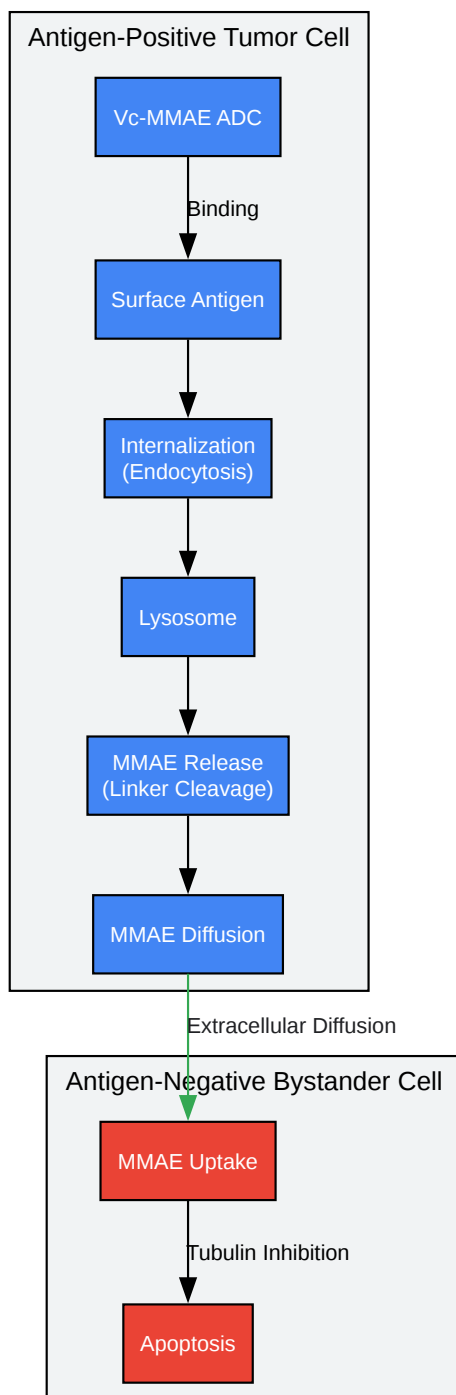 Antigen-Positive Tumor Cell
Vc-MMAE ADC
Binding
Surface Antigen
Internalization
(Endocytosis)
Lysosome
MMAE Release
(Linker Cleavage)
MMAE Diffusion
Extracellular Diffusion
Antigen-Negative Bystander Cell
MMAE Uptake
Tubulin Inhibition
Apoptosis